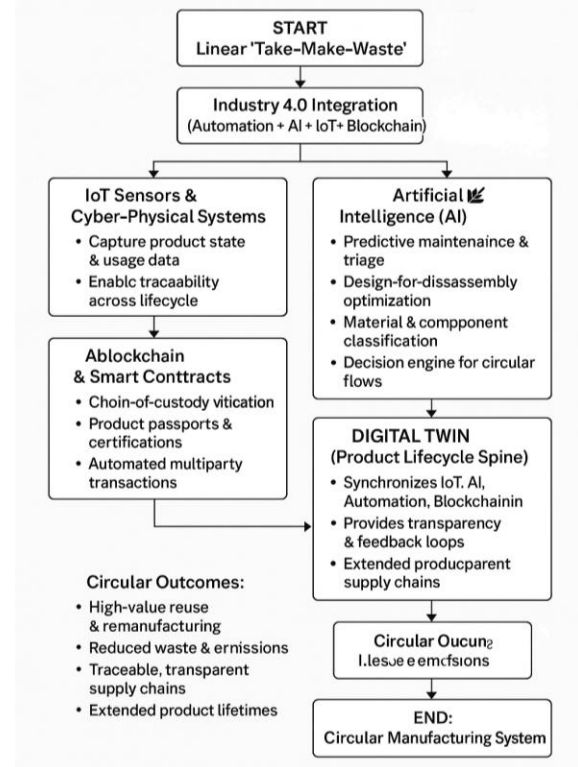 START
Linear 'Take-Make-Waste'
Industry 4.0 Integration
(Automation + AI + IoT+ Blockchain)
IoT Sensors &
Cyber-Physical Systems
• Capture product state
& usage data
• Enablc tracaability
across lifecycle
Artificial
Intelligence (AI)
• Predictive maintenaince &
triage
• Design-for-dissassembly
optimization
• Material & compponent
classification
• Decision engine for circular
flows
Ablockchain
& Smart Conttracts
• Choin-of-custody vitication
• Product passports &
certifications
• Automated multiparty
transactions
DIGITAL TWIN
(Product Lifecycle Spine)
• Synchronizes IoT. AI,
Automation, Blockchainin
• Provides transparency
& feedback loops
• Extended producparent
supply chains
Circular Outcomes:
• High-value reuse
& remanufacturing
• Reduced waste & ernissions
• Traceable, transparent
supply chains
• Extended product lifetimes
Circular
END:
Circular Manufacturing System